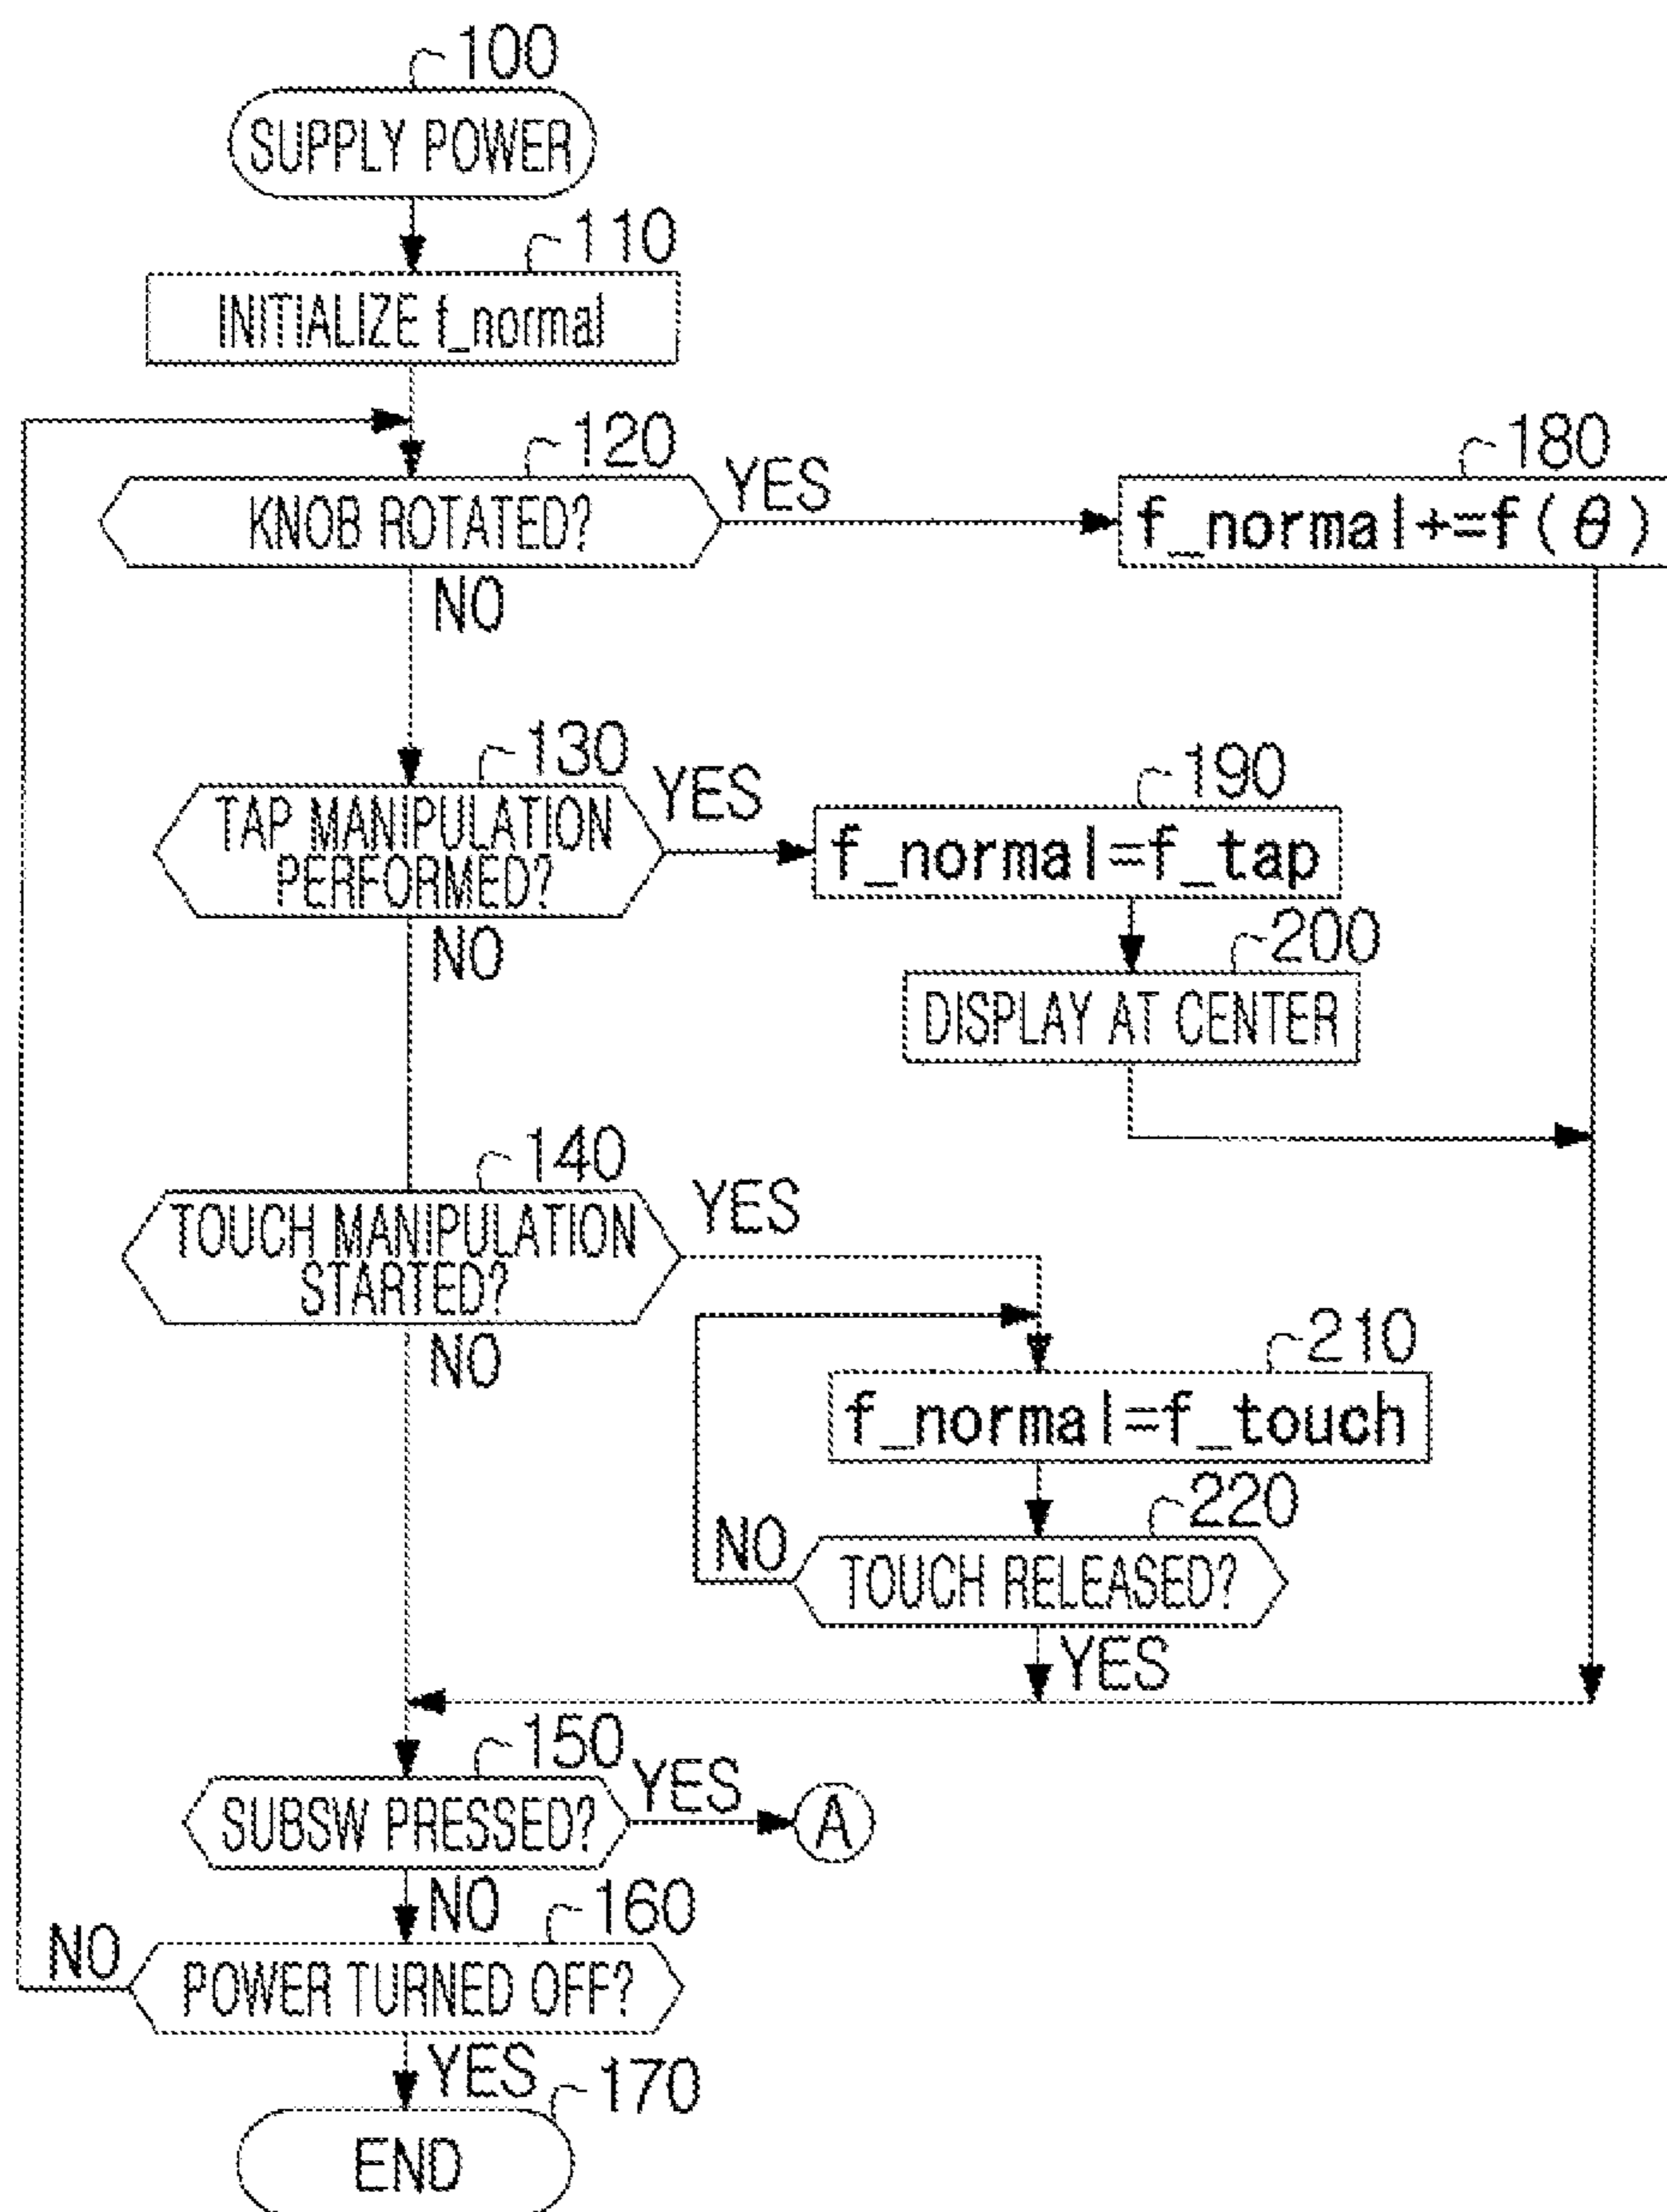 100
SUPPLY POWER
110
INITIALIZE f_normal
120
KNOB ROTATED?
YES
180
f_normal+=f(θ)
NO
130
TAP MANIPULATION
PERFORMED?
YES
190
f_normal=f_tap
NO
200
DISPLAY AT CENTER
140
TOUCH MANIPULATION
STARTED?
YES
NO
210
f_normal=f_touch
220
NO
TOUCH RELEASED?
YES
150
SUBSW PRESSED?
YES
A
NO
160
NO
POWER TURNED OFF?
YES
170
END